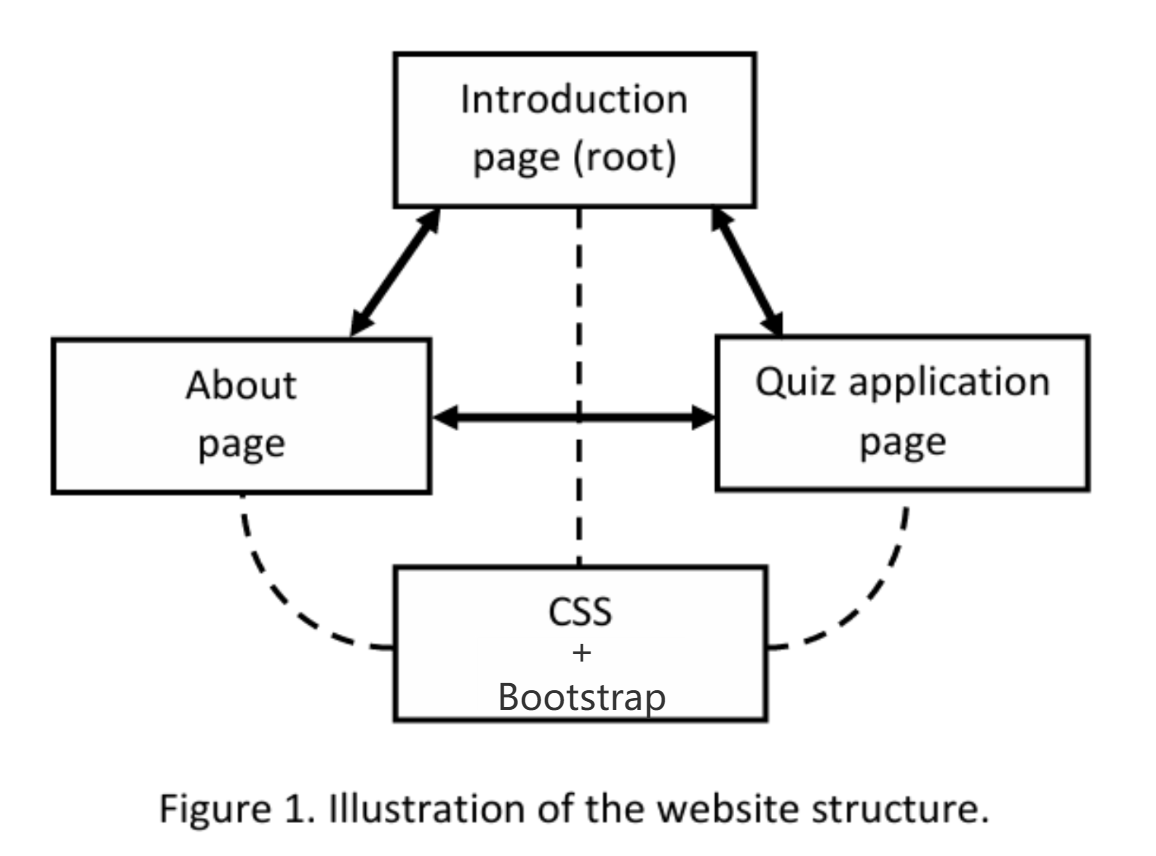 Introduction
page (root)
About
page
Quiz application
page
CSS
+
Bootstrap
Figure 1. Illustration of the website structure.